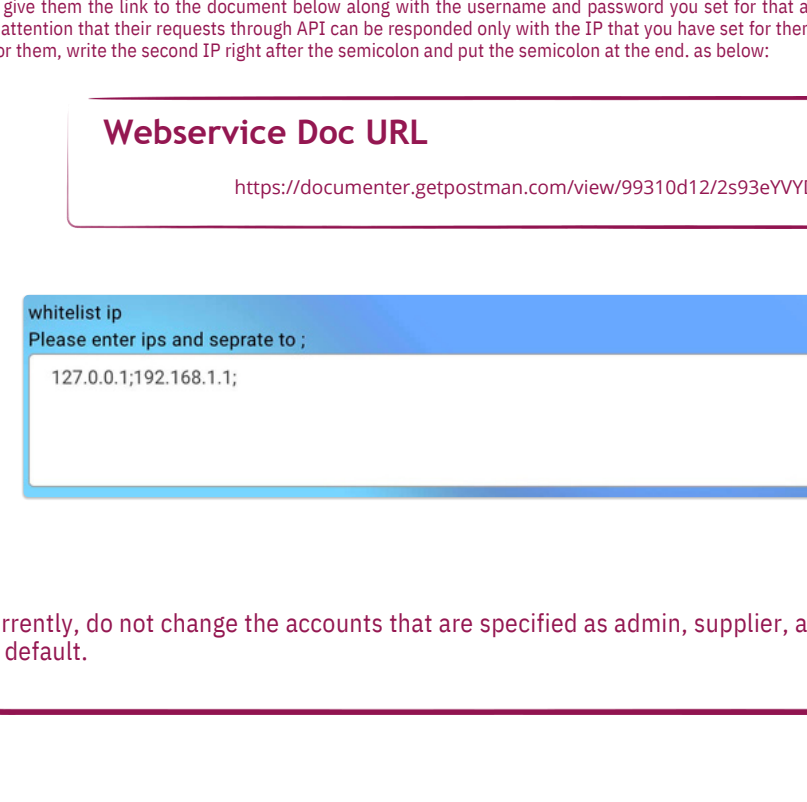 give them the link to the document below along with the username and password you set for that a
attention that their requests through API can be responded only with the IP that you have set for
or them, write the second IP right after the semicolon and put the semicolon at the end. as below:
Webservice Doc URL
https://documenter.getpostman.com/view/99310d12/2s93eYVY
whitelist ip
Please enter ips and seprate to ;
127.0.0.1;192.168.1.1;
rrently, do not change the accounts that are specified as admin, supplier, a
default.